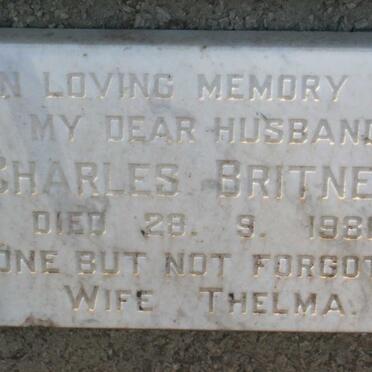 N LOVING MEMORY
MY DEAR HUSBAND
CHARLES BRITNE
DIED 28. 9. 198
ONE BUT NOT FORGOT
WIFE THELMA.